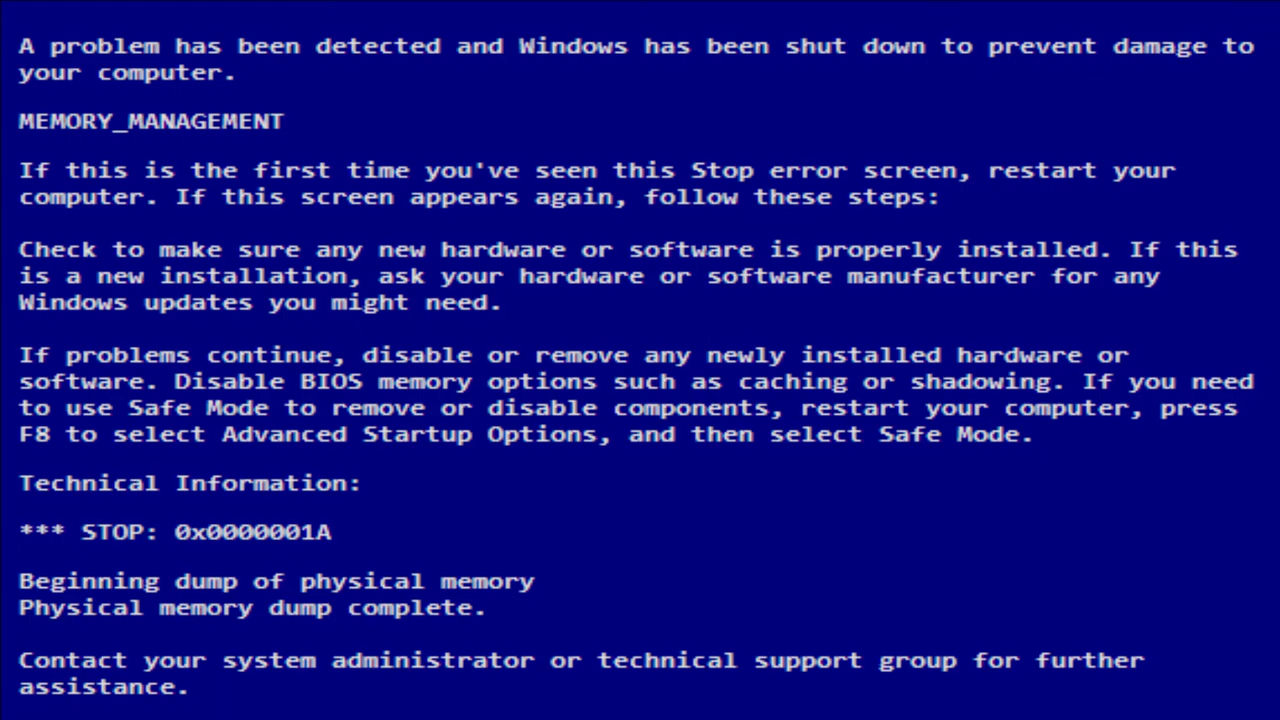 A problem has been detected and Windows has been shut down to prevent damage to
your computer.
MEMORY_MANAGEMENT
If this is the first time you've seen this Stop error screen, restart your
computer. If this screen appears again, follow these steps:
Check to make sure any new hardware or software is properly installed. If this
is a new installation, ask your hardware or software manufacturer for any
Windows updates you might need.
If problems continue, disable or remove any newly installed hardware or
software. Disable BIOS memory options such as caching or shadowing. If you need
to use Safe Mode to remove or disable components, restart your computer, press
F8 to select Advanced Startup Options, and then select Safe Mode.
Technical Information:
*** STOP: 0x0000001A
Beginning dump of physical memory
Physical memory dump complete.
Contact your system administrator or technical support group for further
assistance.